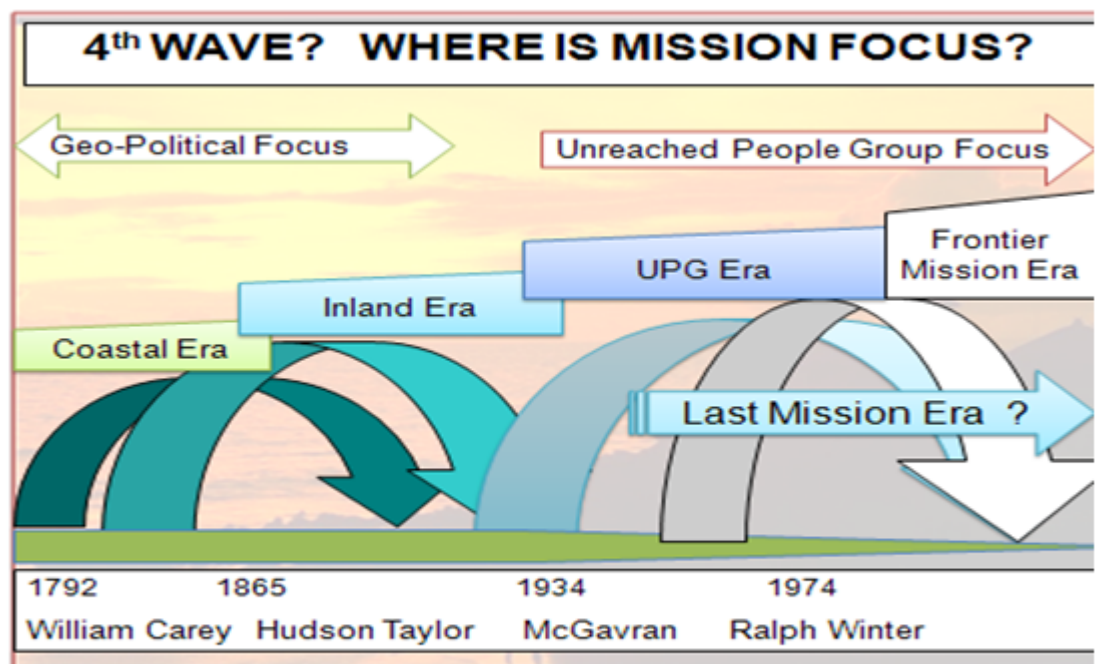 4th WAVE? WHERE IS MISSION FOCUS?
Geo-Political Focus
Unreached People Group Focus
Frontier
Mission Era
UPG Era
Inland Era
Coastal Era
Last Mission Era ?
1792 1865 1934 1974
William Carey Hudson Taylor McGavran Ralph Winter